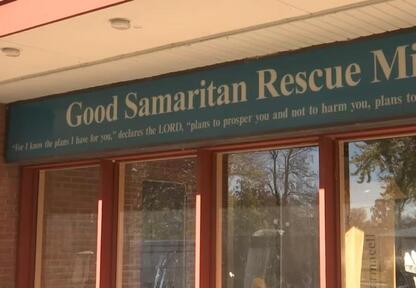 Good Samaritan Rescue Mi
"For I know the plans I have for you," declares the LORD, "plans to prosper you and not to harm you, plans to